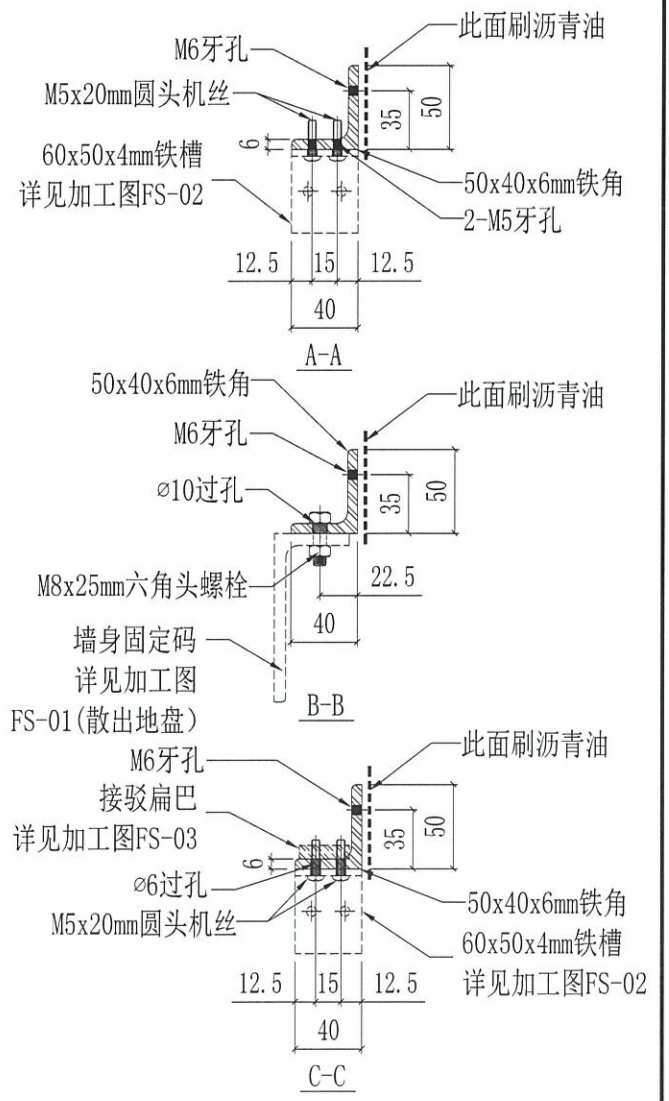 此面刷沥青油
M6牙孔
M5x20mm圆头机丝
6
35
50
60x50x4mm铁槽
详见加工图FS-02
50x40x6mm铁角
2-M5牙孔
12.5
15
12.5
40
A-A
50x40x6mm铁角
此面刷沥青油
M6牙孔
⌀10过孔
35
50
M8x25mm六角头螺栓
22.5
40
墙身固定码
详见加工图
FS-01(散出地盘)
B-B
M6牙孔
此面刷沥青油
接驳扁巴
详见加工图FS-03
35
50
6
⌀6过孔
M5x20mm圆头机丝
50x40x6mm铁角
60x50x4mm铁槽
详见加工图FS-02
12.5
15
12.5
40
C-C